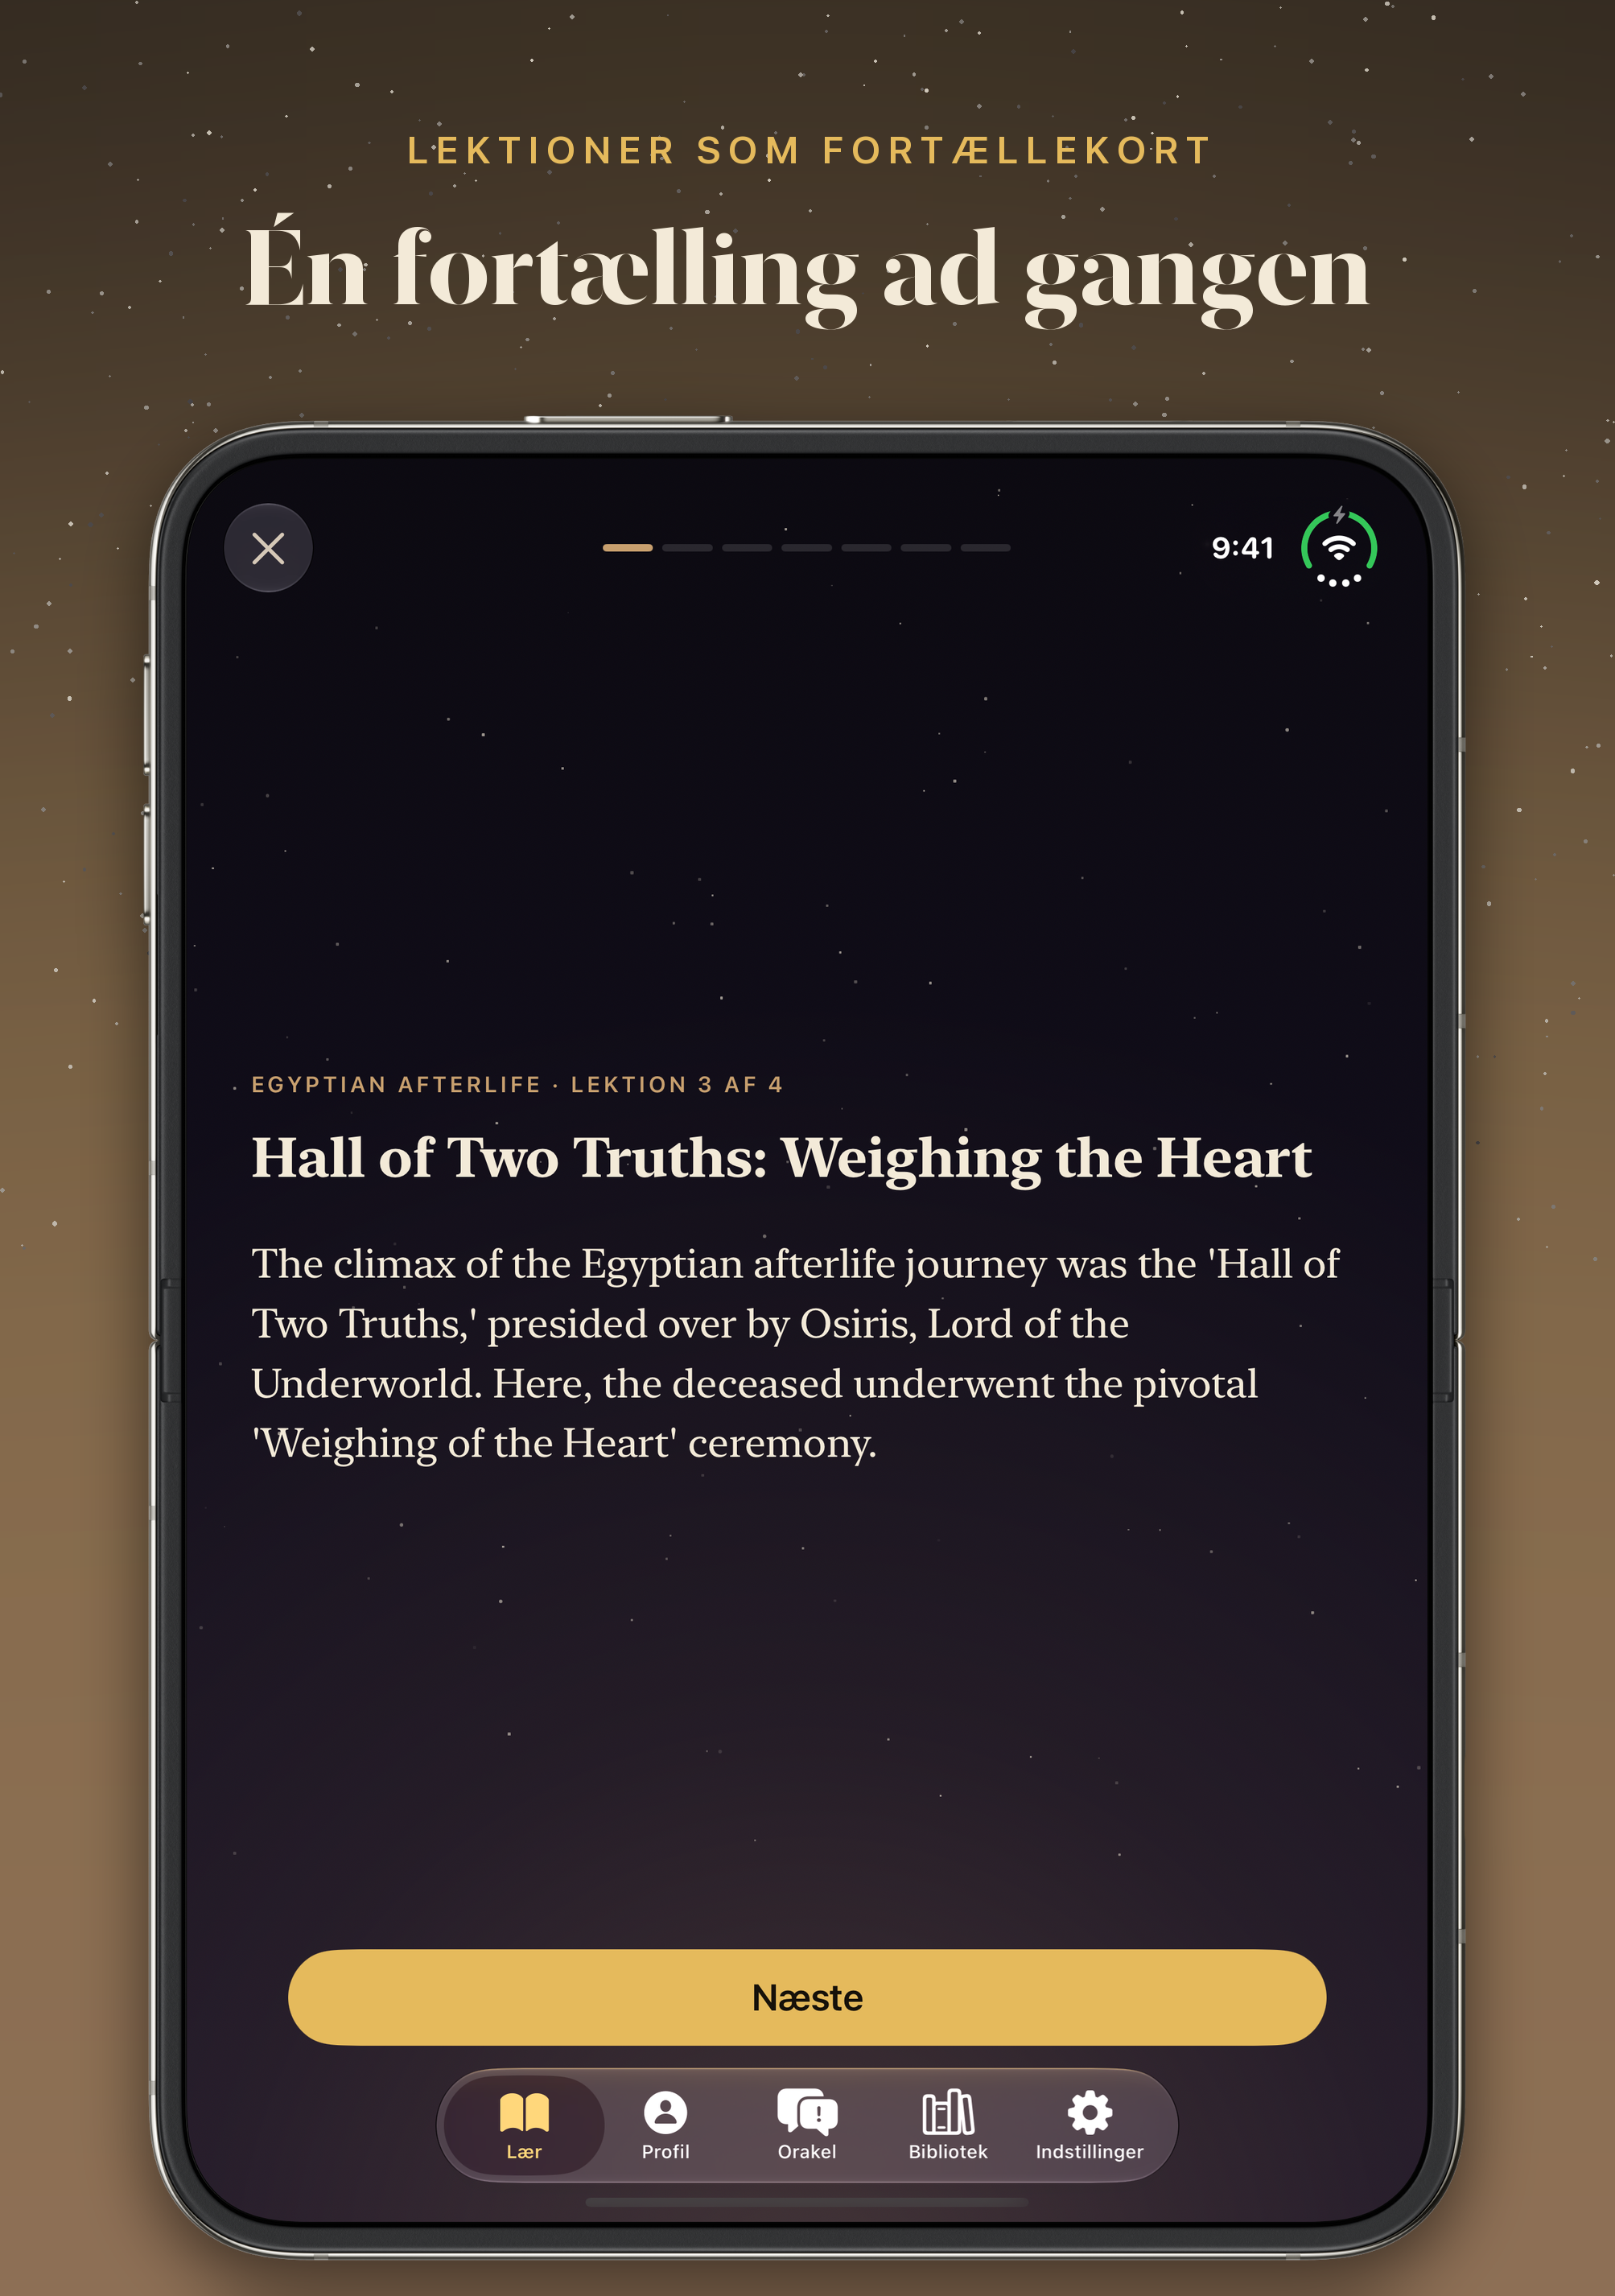 LEKTIONER SOM FORTÆLLEKORT
Én fortælling ad gangen
9:41
EGYPTIAN AFTERLIFE · LEKTION 3 AF 4
Hall of Two Truths: Weighing the Heart
The climax of the Egyptian afterlife journey was the 'Hall of
Two Truths,' presided over by Osiris, Lord of the
Underworld. Here, the deceased underwent the pivotal
'Weighing of the Heart' ceremony.
Næste
Lær
Profil
Orakel
Bibliotek
Indstillinger